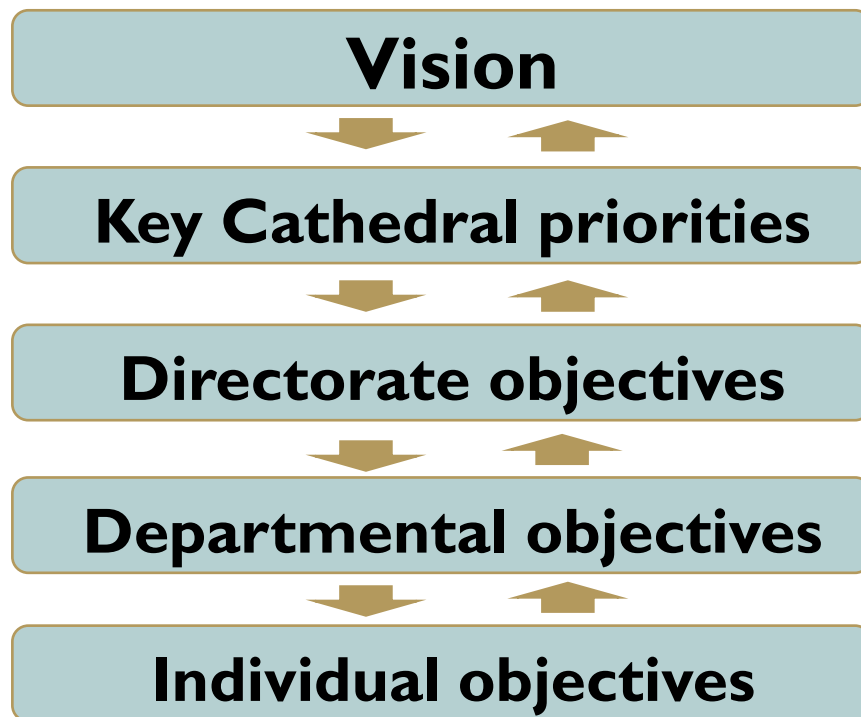 Vision
Key Cathedral priorities
Directorate objectives
Departmental objectives
Individual objectives